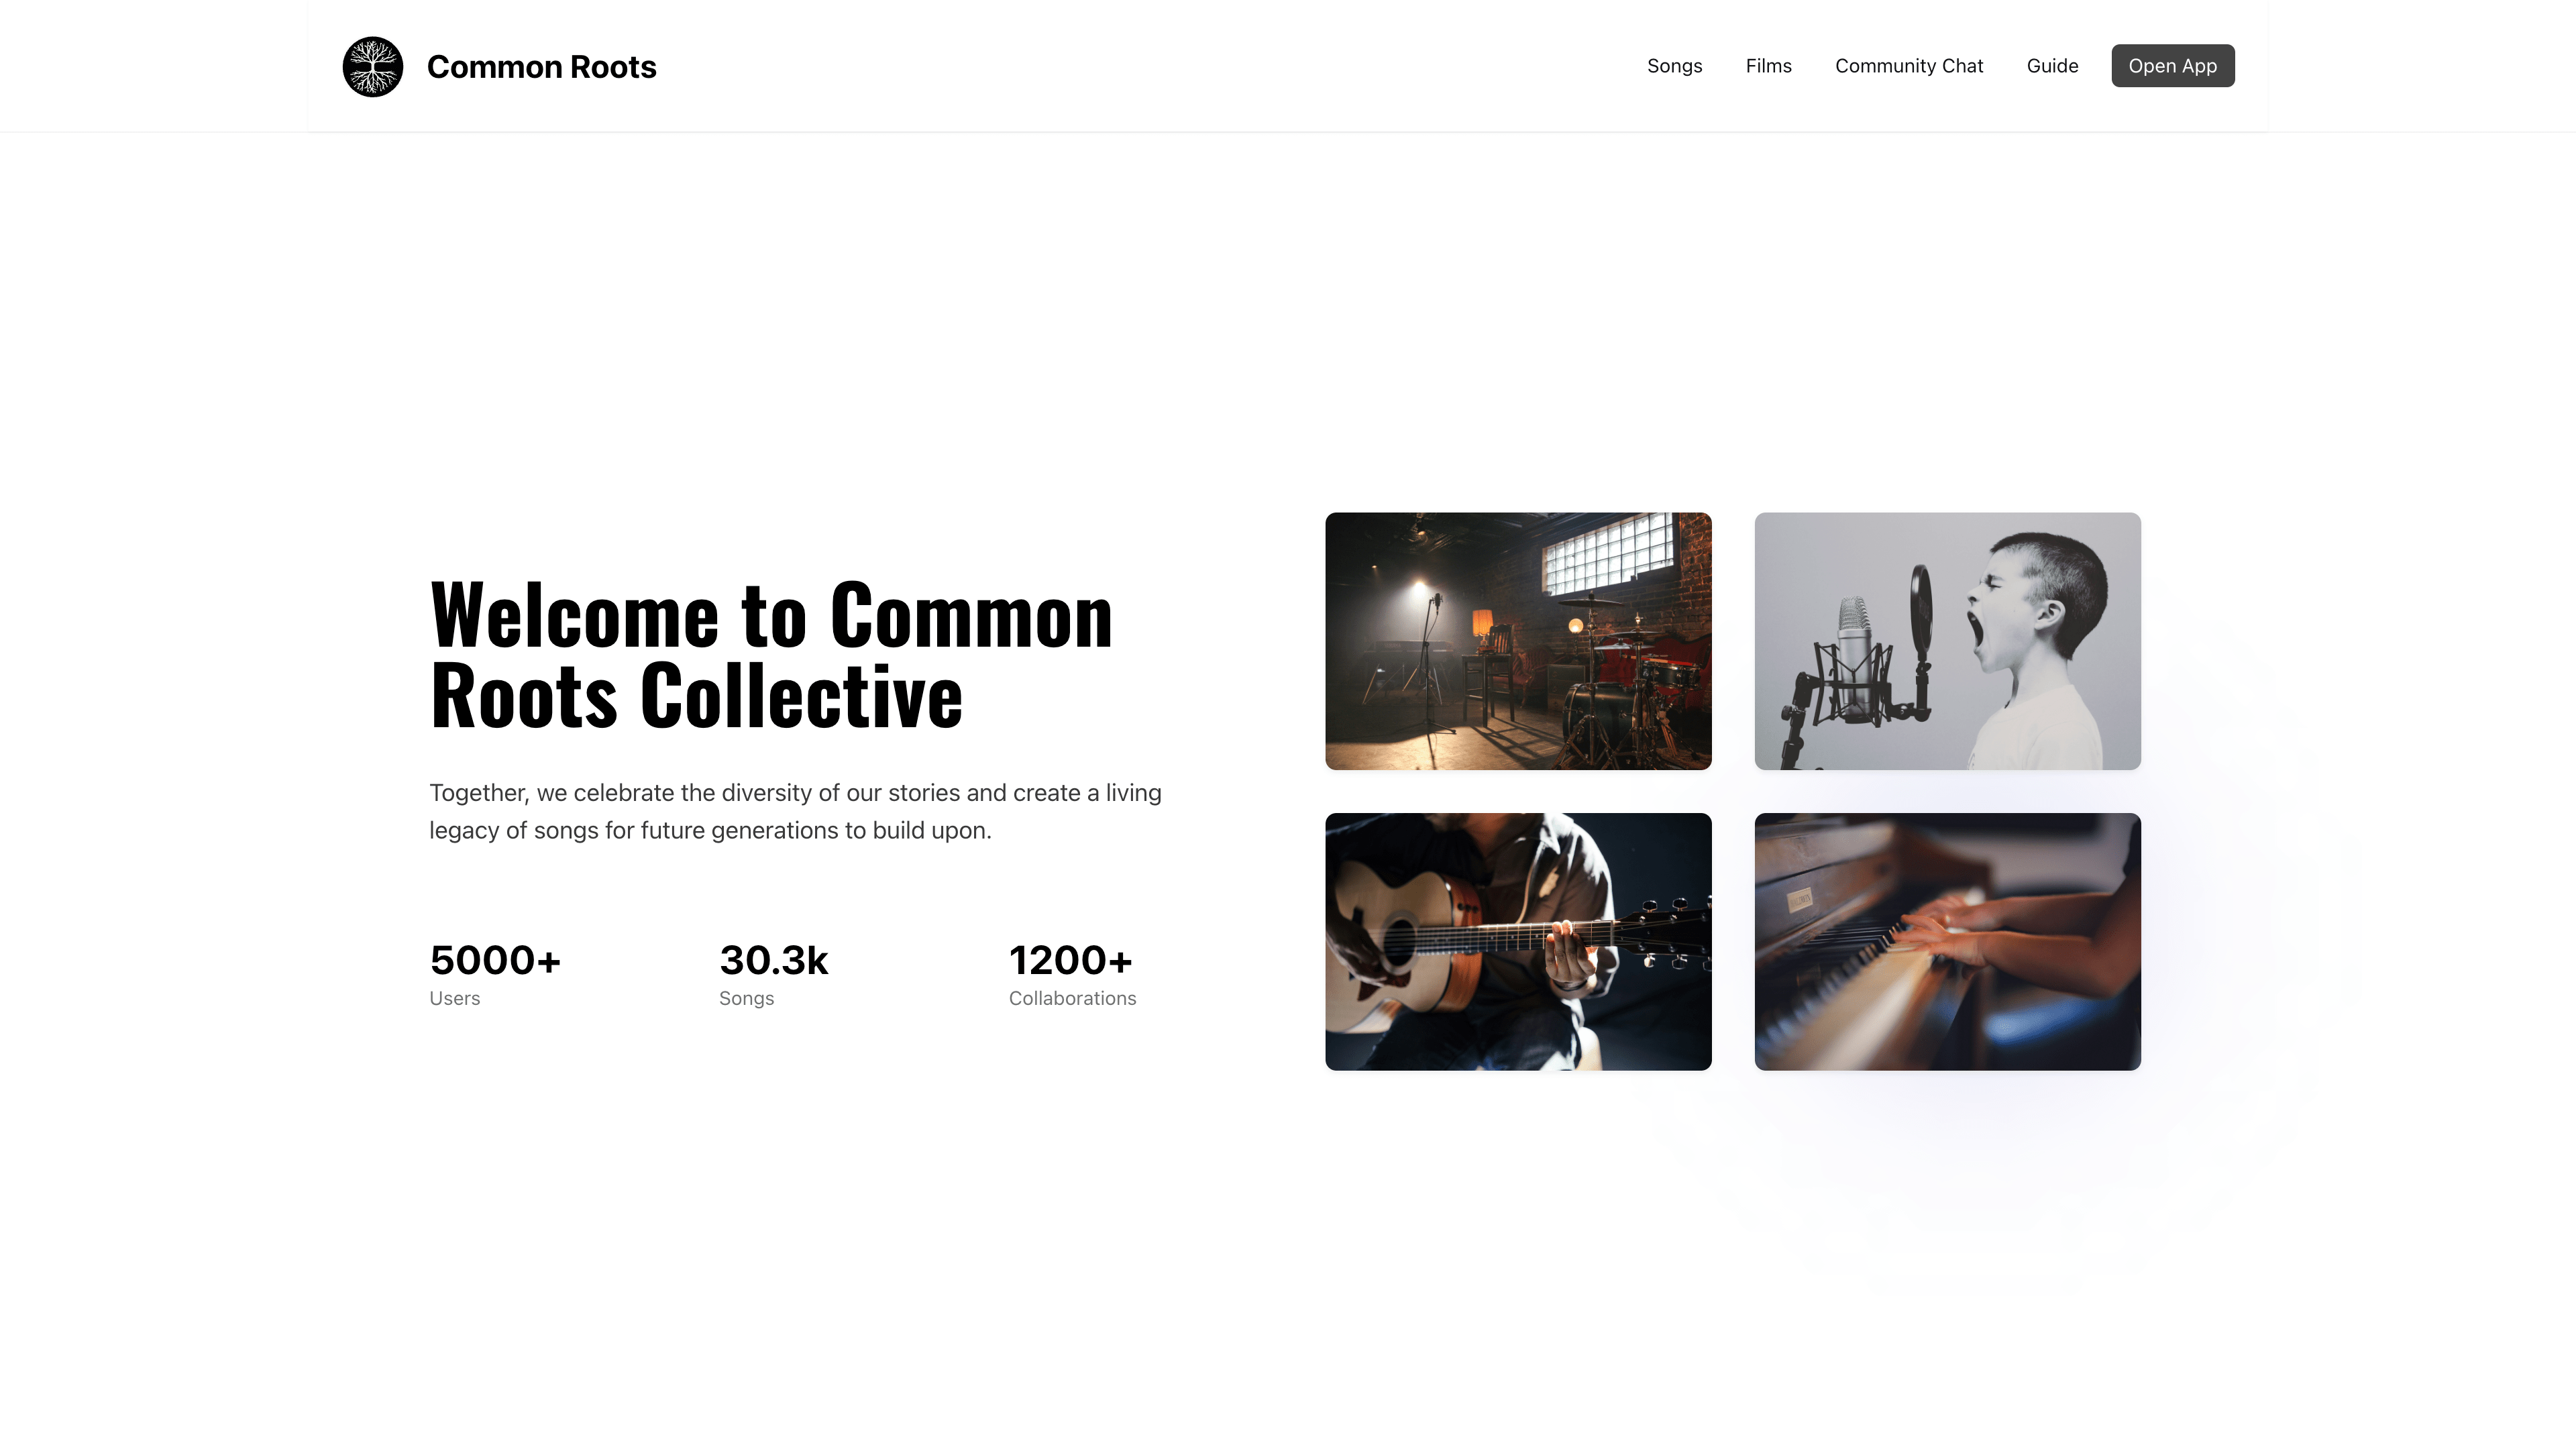 Common Roots
Songs Films Community Chat Guide Open App
Welcome to Common
Roots Collective
Together, we celebrate the diversity of our stories and create a living
legacy of songs for future generations to build upon.
5000+ 30.3k 1200+
Users Songs Collaborations